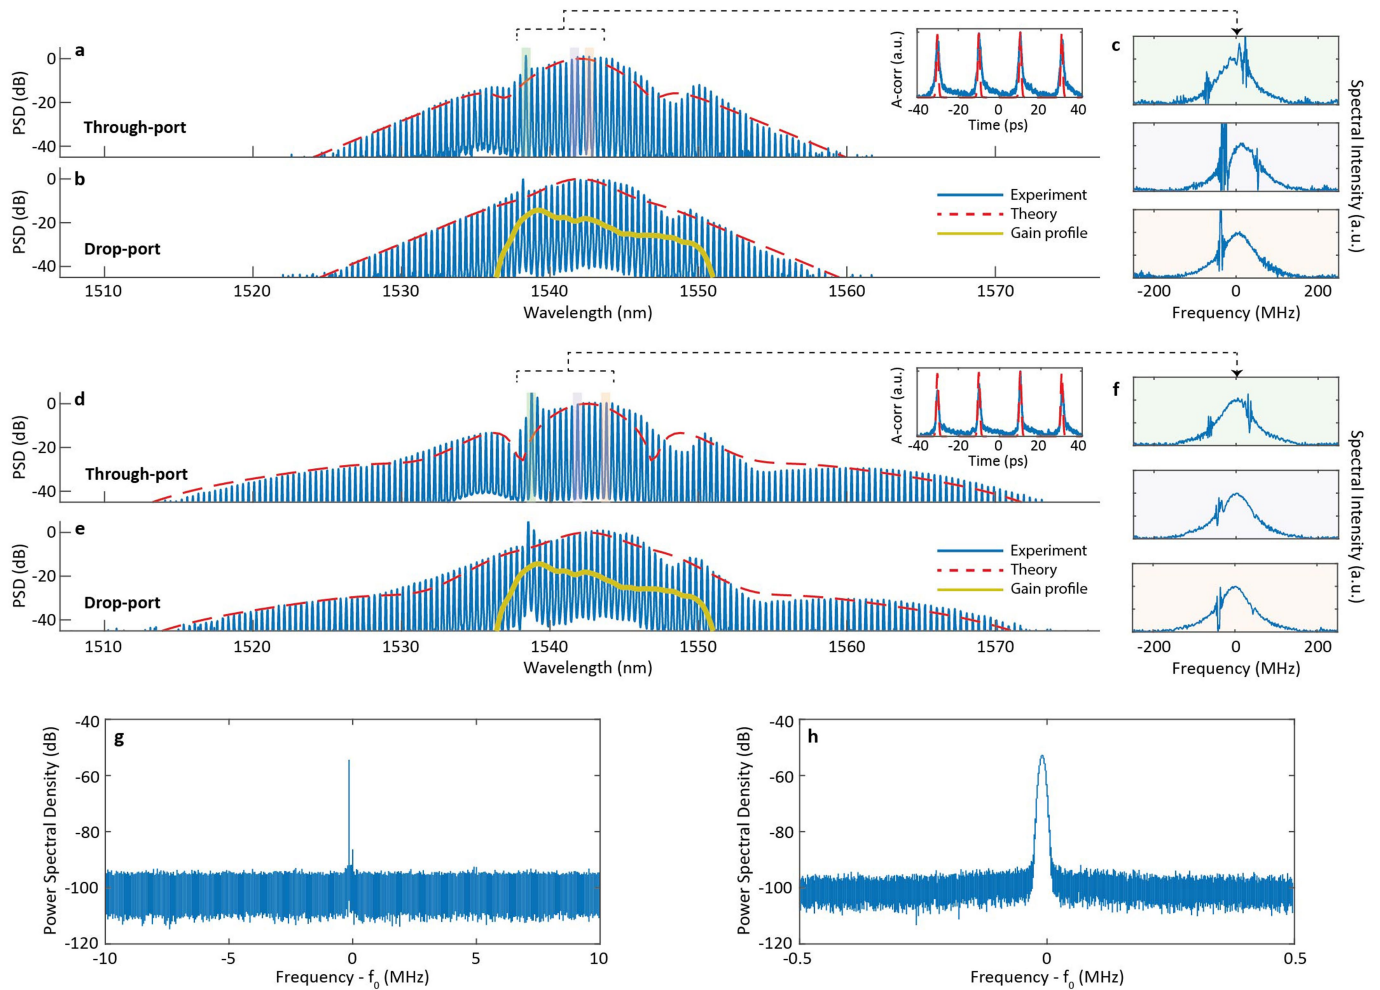 a
PSD (dB)
0
-20
-40
Through-port
A-corr (a.u.)
-40 -20 0 20 40
Time (ps)
c
b
PSD (dB)
0
-20
-40
Drop-port
Experiment
Theory
Gain profile
1510 1520 1530 1540 1550 1560 1570
Wavelength (nm)
Spectral Intensity (a.u.)
-200 0 200
Frequency (MHz)
d
PSD (dB)
0
-20
-40
Through-port
A-corr (a.u.)
-40 -20 0 20 40
Time (ps)
f
e
PSD (dB)
0
-20
-40
Drop-port
Experiment
Theory
Gain profile
1510 1520 1530 1540 1550 1560 1570
Wavelength (nm)
Spectral Intensity (a.u.)
-200 0 200
Frequency (MHz)
g
Power Spectral Density (dB)
-40
-60
-80
-100
-120
-10 -5 0 5 10
Frequency - f0 (MHz)
h
Power Spectral Density (dB)
-40
-60
-80
-100
-120
-0.5 0 0.5
Frequency - f0 (MHz)